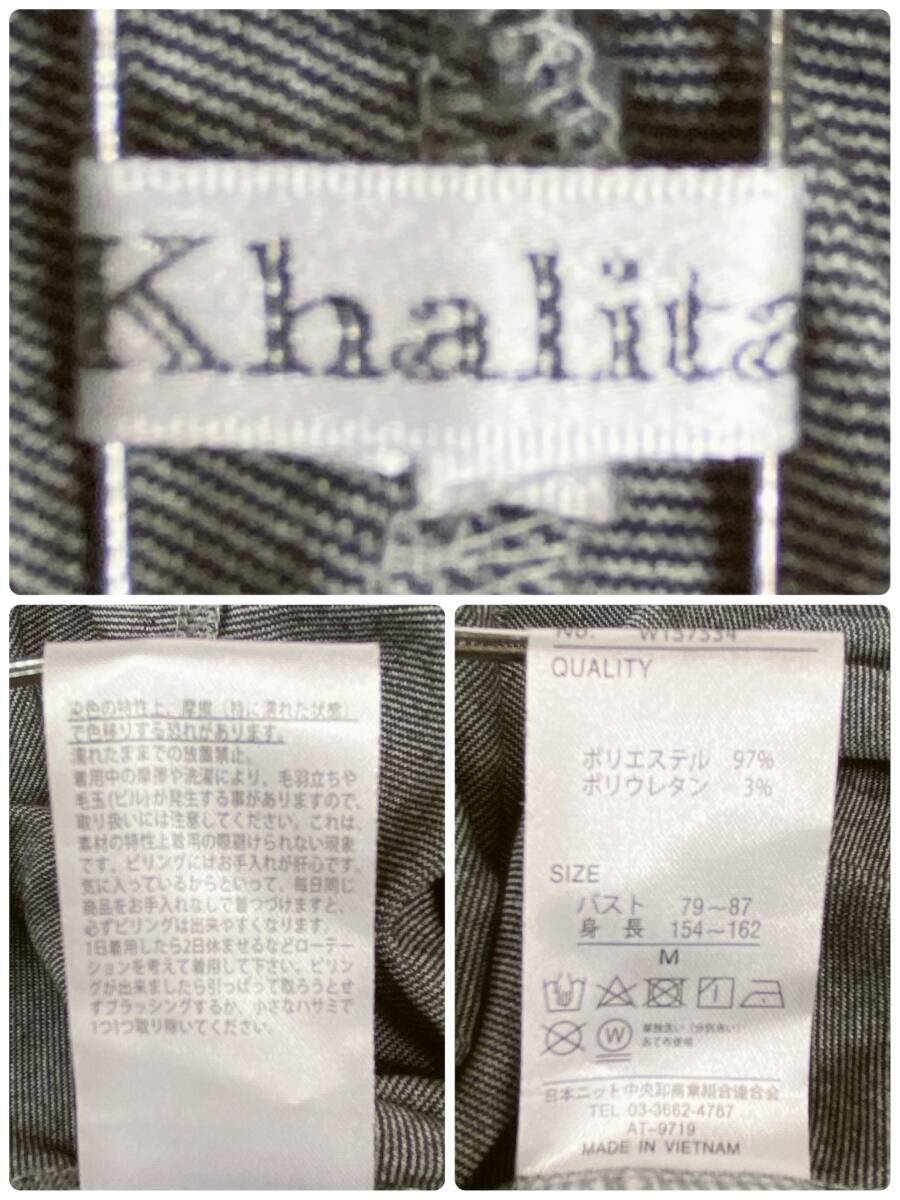 Khalita
染色の特性上、摩擦（特に濡れた状態）
で色移りする恐れがあります。
濡れたままでの放置禁止。
着用中の摩擦や洗濯により、毛羽立ちや
毛玉(ピル)が発生する事がありますので、
取り扱いには注意してください。これは、
素材の特性上着用の際避けられない現象
です。ピリングにはお手入れが肝心です。
気に入っているからといって、毎日同じ
商品をお手入れなしで着つづけますと、
必ずピリングは出来やすくなります。
1日着用したら2日休ませるなどローテー
ションを考えて着用して下さい。ピリン
グが出来ましたら引っぱって取ろうとせ
ずブラッシングするか、小さなハサミで
1つ1つ取り除いてください。
No. W137334
QUALITY
ポリエステル 97%
ポリウレタン 3%
SIZE
バスト 79～87
身長 154～162
M
W
単独洗い（分別洗い）
あて布使用
日本ニット中央卸商業組合連合会
TEL 03-3662-4787
AT-9719
MADE IN VIETNAM